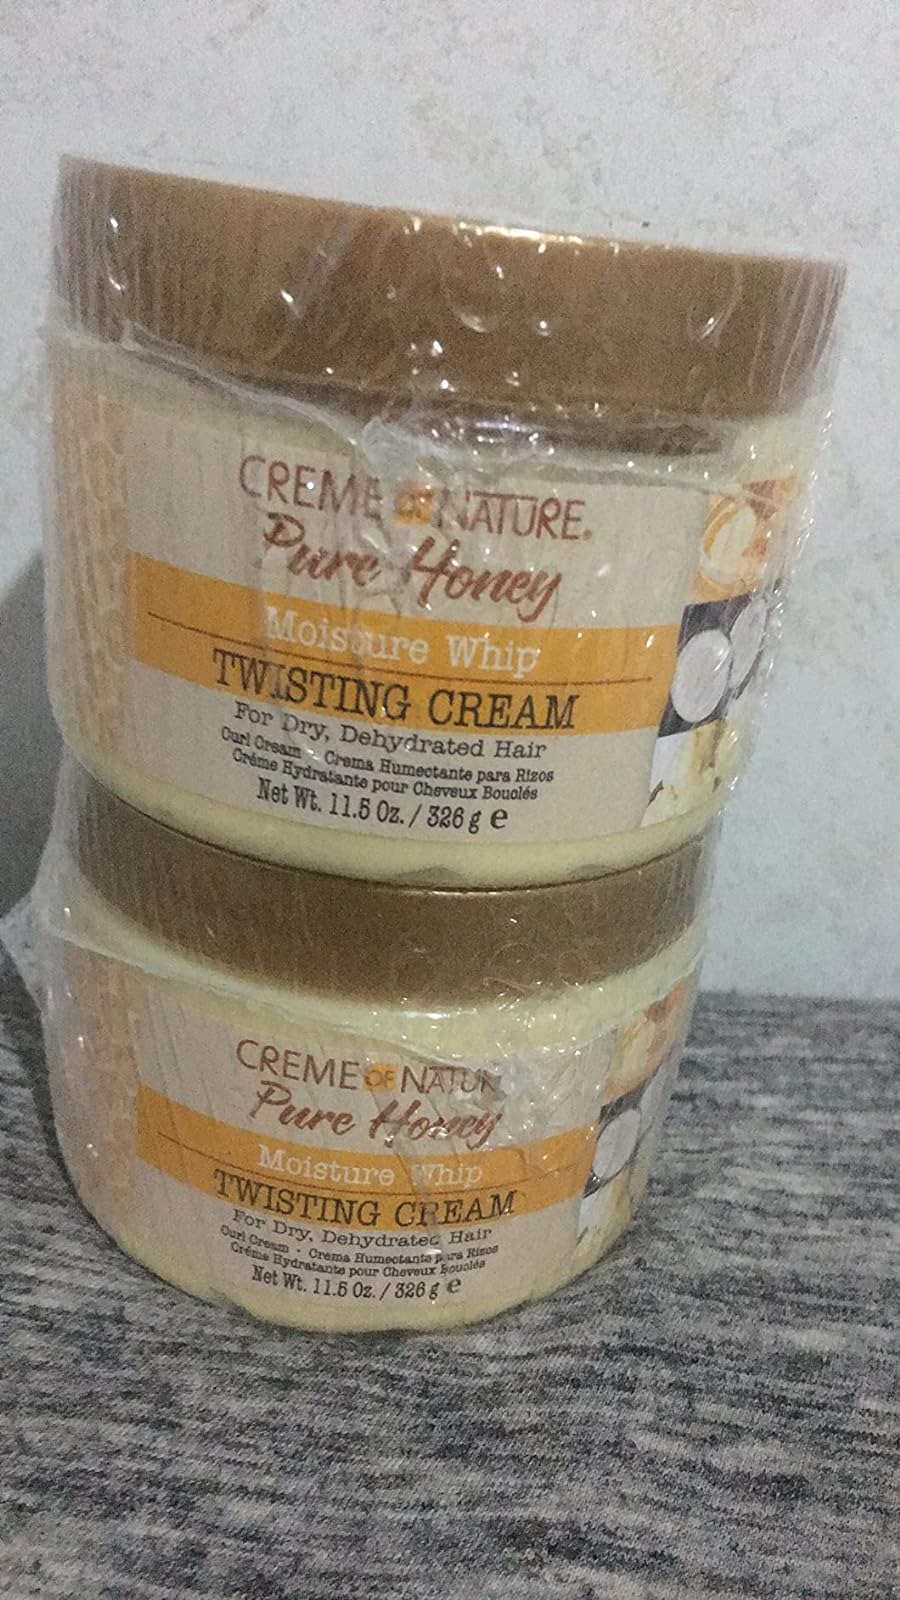 CREME OF NATURE®
Pure Honey
Moisture Whip
TWISTING CREAM
For Dry, Dehydrated Hair
Curl Cream - Crema Humectante para Rizos
Créme Hydratante pour Cheveux Bouclés
Net Wt. 11.5 Oz. / 326 g e
CREME OF NATUR
Pure Honey
Moisture Whip
TWISTING CREAM
For Dry, Dehydrated Hair
Curl Cream - Crema Humectante para Rizos
Créme Hydratante pour Cheveux Bouclés
Net Wt. 11.5 Oz. / 326 g e